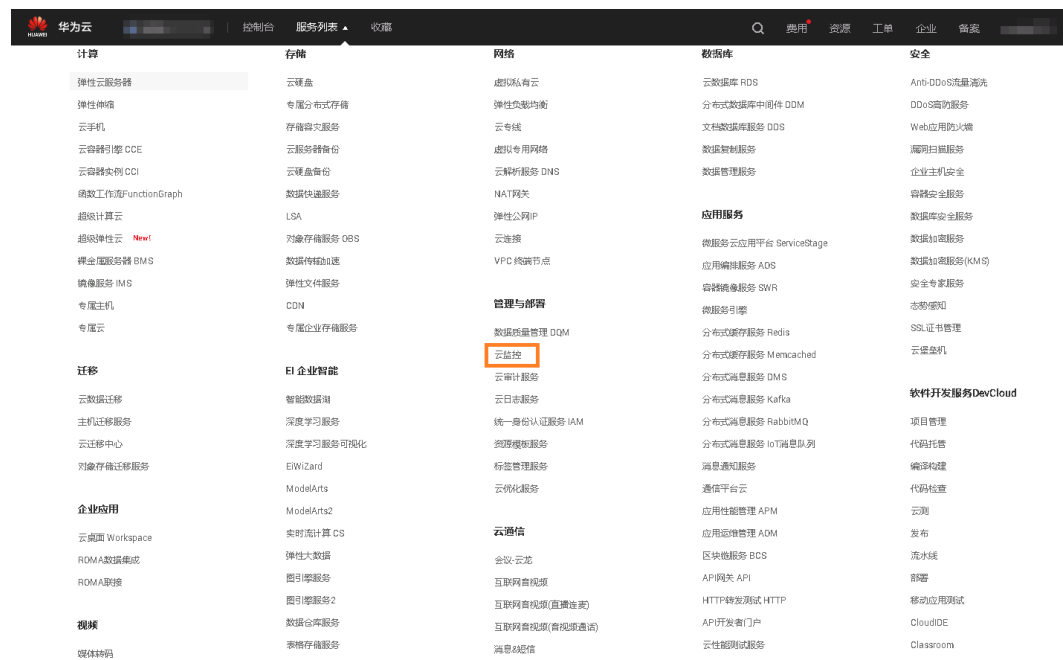 HUAWEI
华为云
控制台
服务列表
收藏
费用
资源
工单
企业
备案
计算
弹性云服务器
弹性伸缩
云手机
云容器引擎 CCE
云容器实例 CCI
函数工作流FunctionGraph
超级计算云
超级弹性云 New!
裸金属服务器 BMS
镜像服务 IMS
专属主机
专属云
迁移
云数据迁移
主机迁移服务
云迁移中心
对象存储迁移服务
企业应用
云桌面 Workspace
ROMA数据集成
ROMA联接
视频
媒体转码
存储
云硬盘
专属分布式存储
存储容灾服务
云服务器备份
云硬盘备份
数据快递服务
LSA
对象存储服务 OBS
数据传输加速
弹性文件服务
CDN
专属企业存储服务
EI 企业智能
智能数据湖
深度学习服务
深度学习服务可视化
EiWiZard
ModelArts
ModelArts2
实时流计算 CS
弹性大数据
图引擎服务
图引擎服务2
数据仓库服务
表格存储服务
网络
虚拟私有云
弹性负载均衡
云专线
虚拟专用网络
云解析服务 DNS
NAT网关
弹性公网IP
云连接
VPC 终端节点
管理与部署
数据质量管理 DQM
云监控
云审计服务
云日志服务
统一身份认证服务 IAM
资源模板服务
标签管理服务
云优化服务
云通信
会议-云龙
互联网音视频
互联网音视频(直播连麦)
互联网音视频(音视频通话)
消息&短信
数据库
云数据库 RDS
分布式数据库中间件 DDM
文档数据库服务 DDS
数据复制服务
数据管理服务
应用服务
微服务云应用平台 ServiceStage
应用编排服务 AOS
容器镜像服务 SWR
微服务引擎
分布式缓存服务 Redis
分布式缓存服务 Memcached
分布式消息服务 DMS
分布式消息服务 Kafka
分布式消息服务 RabbitMQ
分布式消息服务 IoT消息队列
消息通知服务
通信平台云
应用性能管理 APM
应用运维管理 AOM
区块链服务 BCS
API网关 API
HTTP转发测试 HTTP
API开发者门户
云性能测试服务
安全
Anti-DDoS流量清洗
DDoS高防服务
Web应用防火墙
漏洞扫描服务
企业主机安全
容器安全服务
数据库安全服务
数据加密服务
数据加密服务(KMS)
安全专家服务
态势感知
SSL证书管理
云堡垒机
软件开发服务DevCloud
项目管理
代码托管
编译构建
代码检查
云测
发布
流水线
部署
移动应用测试
CloudIDE
Classroom